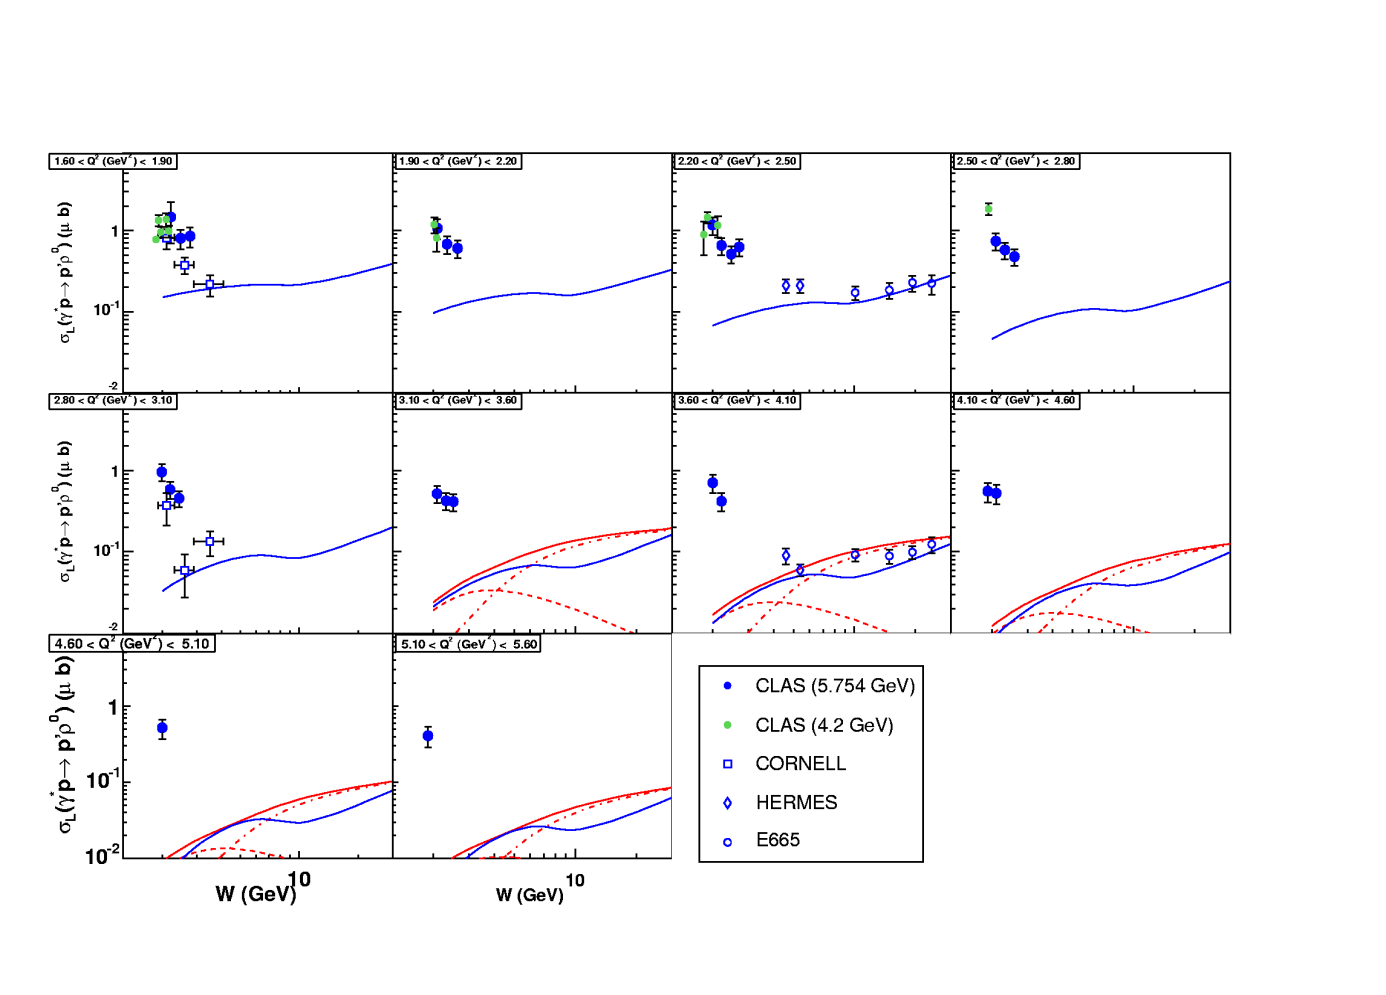 1.60 < Q² (GeV²) < 1.90
1.90 < Q² (GeV²) < 2.20
2.20 < Q² (GeV²) < 2.50
2.50 < Q² (GeV²) < 2.80
σL(γ* p→ p'ρ⁰) (μ b)
1
10⁻¹
-2
2.80 < Q² (GeV²) < 3.10
3.10 < Q² (GeV²) < 3.60
3.60 < Q² (GeV²) < 4.10
4.10 < Q² (GeV²) < 4.60
σL(γ* p→ p'ρ⁰) (μ b)
1
10⁻¹
-2
4.60 < Q² (GeV²) < 5.10
5.10 < Q² (GeV²) < 5.60
σL(γ* p→ p'ρ⁰) (μ b)
1
10⁻¹
10⁻²
10
W (GeV)
10
W (GeV)
CLAS (5.754 GeV)
CLAS (4.2 GeV)
CORNELL
HERMES
E665